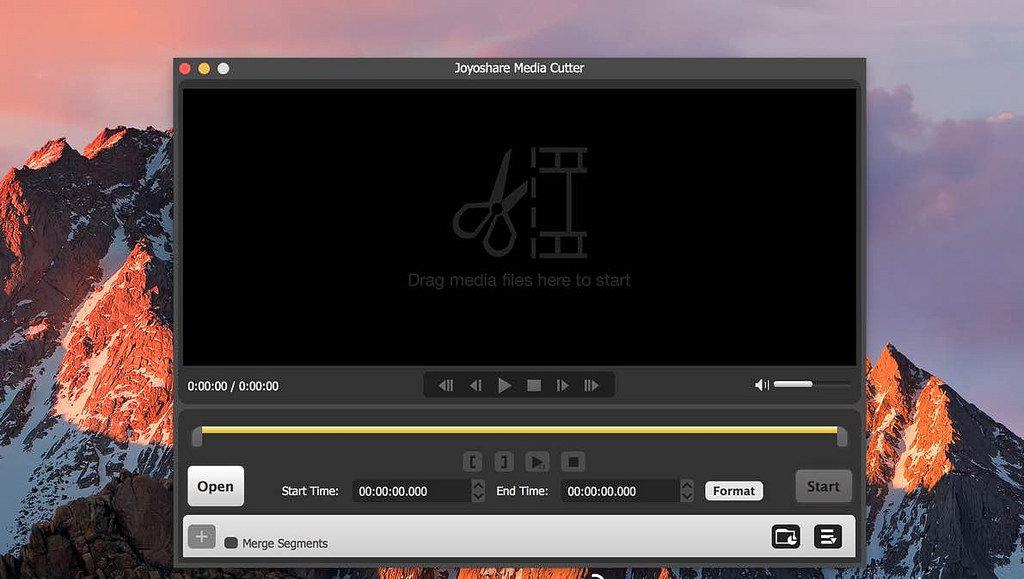 Joyoshare Media Cutter
Drag media files here to start
0:00:00 / 0:00:00
Open
Start Time: 00:00:00.000 End Time: 00:00:00.000 Format
Start
Merge Segments